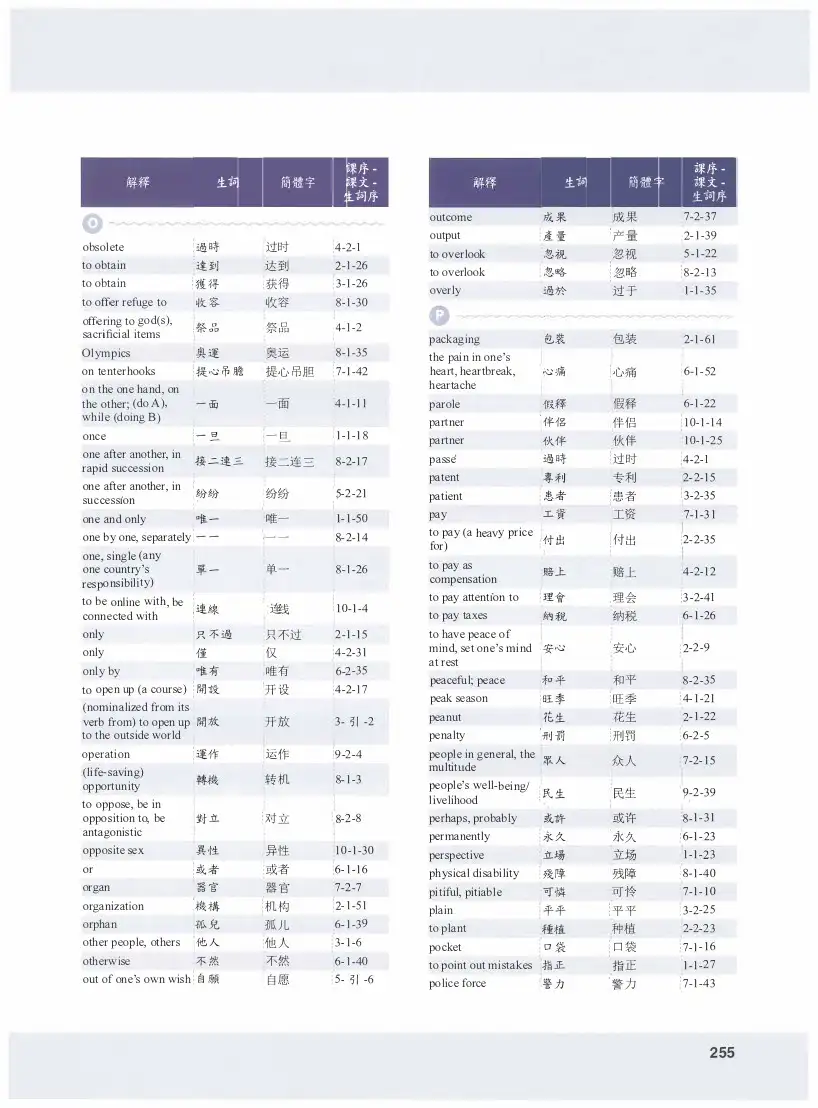 解釋 生詞 簡體字 課序-
課文-
生詞序
O
obsolete 過時 过时 4-2-1
to obtain 達到 达到 2-1-26
to obtain 獲得 获得 3-1-26
to offer refuge to 收容 收容 8-1-30
offering to god(s),
sacrificial items 祭品 祭品 4-1-2
Olympics 奧運 奥运 8-1-35
on tenterhooks 提心吊膽 提心吊胆 7-1-42
on the one hand, on
the other; (do A), 一面 一面 4-1-11
while (doing B)
once 一旦 一旦 1-1-18
one after another, in
rapid succession 接二連三 接二连三 8-2-17
one after another, in
succession 紛紛 纷纷 5-2-21
one and only 唯一 唯一 1-1-50
one by one, separately 一一 一一 8-2-14
one, single (any
one country's 單一 单一 8-1-26
responsibility)
to be online with, be
connected with 連線 连线 10-1-4
only 只不過 只不过 2-1-15
only 僅 仅 4-2-31
only by 唯有 唯有 6-2-35
to open up (a course) 開設 开设 4-2-17
(nominalized from its
verb from) to open up 開放 开放 3- 引 -2
to the outside world
operation 運作 运作 9-2-4
(life-saving)
opportunity 轉機 转机 8-1-3
to oppose, be in
opposition to, be 對立 对立 8-2-8
antagonistic
opposite sex 異性 异性 10-1-30
or 或者 或者 6-1-16
organ 器官 器官 7-2-7
organization 機構 机构 2-1-51
orphan 孤兒 孤儿 6-1-39
other people, others 他人 他人 3-1-6
otherwise 不然 不然 6-1-40
out of one's own wish 自願 自愿 5- 引 -6
解釋 生詞 簡體字 課序-
課文-
生詞序
outcome 成果 成果 7-2-37
output 產量 产量 2-1-39
to overlook 忽視 忽视 5-1-22
to overlook 忽略 忽略 8-2-13
overly 過於 过于 1-1-35
P
packaging 包裝 包装 2-1-61
the pain in one's
heart, heartbreak, 心痛 心痛 6-1-52
heartache
parole 假釋 假释 6-1-22
partner 伴侶 伴侣 10-1-14
partner 伙伴 伙伴 10-1-25
passé 過時 过时 4-2-1
patent 專利 专利 2-2-15
patient 患者 患者 3-2-35
pay 工資 工资 7-1-31
to pay (a heavy price
for) 付出 付出 2-2-35
to pay as
compensation 賠上 赔上 4-2-12
to pay attention to 理會 理会 3-2-41
to pay taxes 納稅 纳税 6-1-26
to have peace of
mind, set one's mind 安心 安心 2-2-9
at rest
peaceful; peace 和平 和平 8-2-35
peak season 旺季 旺季 4-1-21
peanut 花生 花生 2-1-22
penalty 刑罰 刑罚 6-2-5
people in general, the
multitude 眾人 众人 7-2-15
people's well-being/
livelihood 民生 民生 9-2-39
perhaps, probably 或許 或许 8-1-31
permanently 永久 永久 6-1-23
perspective 立場 立场 1-1-23
physical disability 殘障 残障 8-1-40
pitiful, pitiable 可憐 可怜 7-1-10
plain 平平 平平 3-2-25
to plant 種植 种植 2-2-23
pocket 口袋 口袋 7-1-16
to point out mistakes 指正 指正 1-1-27
police force 警力 警力 7-1-43
255